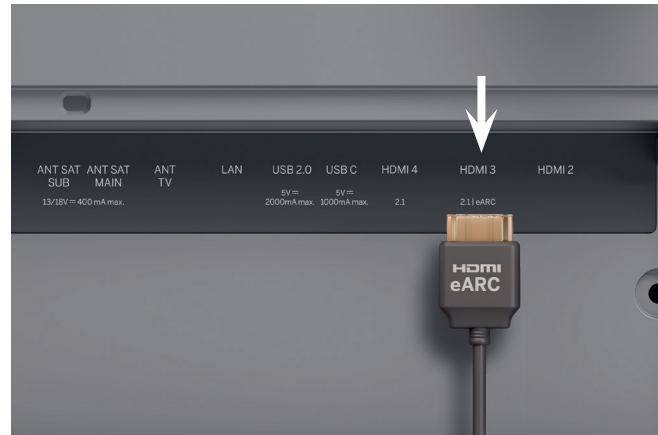 ANT SAT SUB
ANT SAT MAIN
13/18V⎓400 mA max.
ANT TV
LAN
USB 2.0
5V⎓
2000mA max.
USB C
5V⎓
1000mA max.
HDMI 4
2.1
HDMI 3
2.1 | eARC
HDMI 2
HDMI
eARC